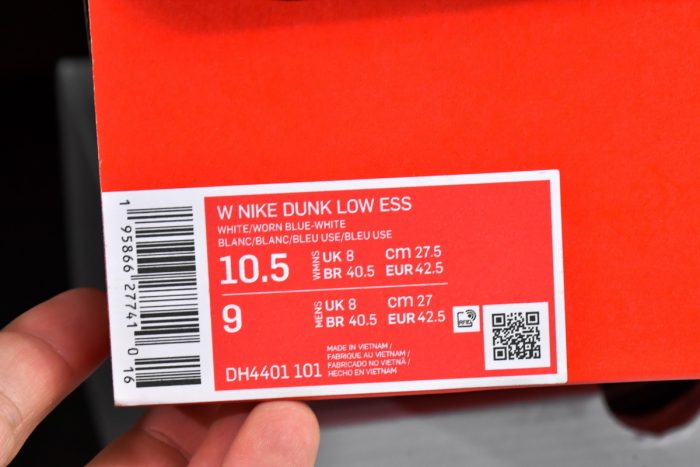 W NIKE DUNK LOW ESS
WHITE/WORN BLUE-WHITE
BLANC/BLANC/BLEU USE/BLEU USE
10.5 WMNS UK 8 cm 27.5
BR 40.5 EUR 42.5
9 MENS UK 8 cm 27
BR 40.5 EUR 42.5
MADE IN VIETNAM /
FABRIQUE AU VIETNAM /
FABRICADO NO VIETNÃ /
HECHO EN VIETNAM
DH4401 101
RFID
1 95866 27741 0 16